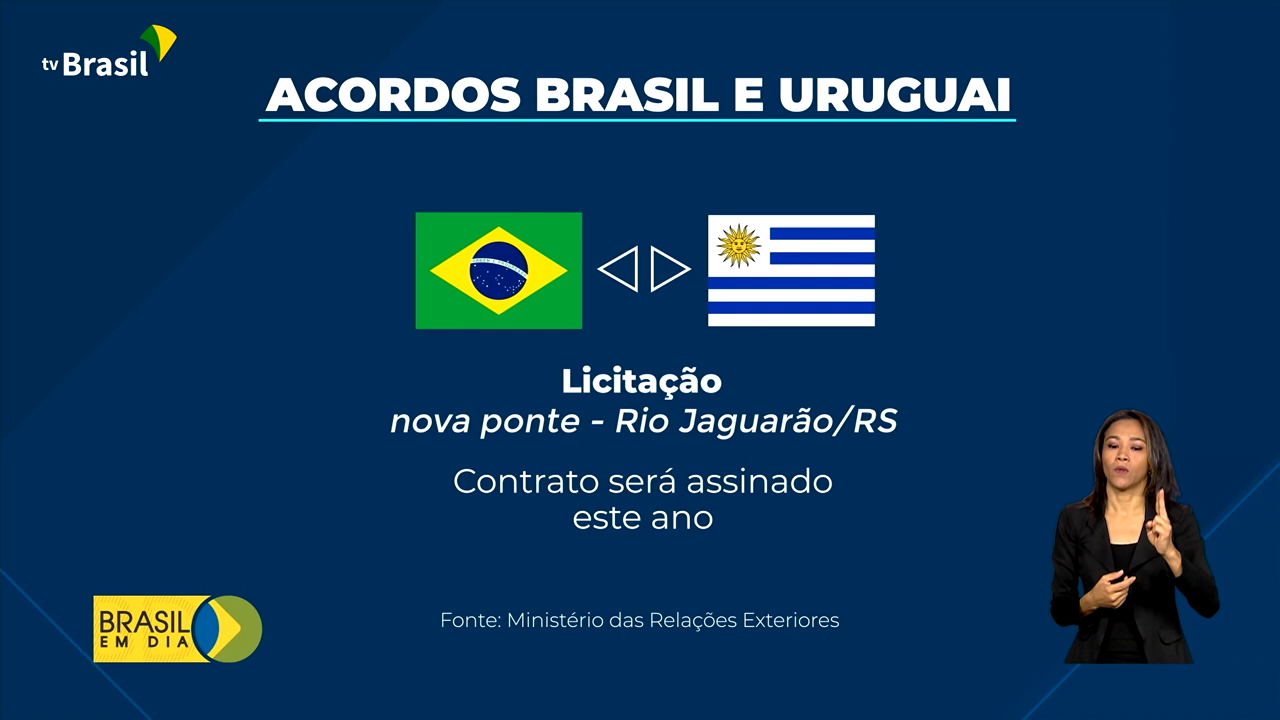 tv Brasil
ACORDOS BRASIL E URUGUAI
Licitação
nova ponte - Rio Jaguarão/RS
Contrato será assinado
este ano
Fonte: Ministério das Relações Exteriores
BRASIL
EM DIA